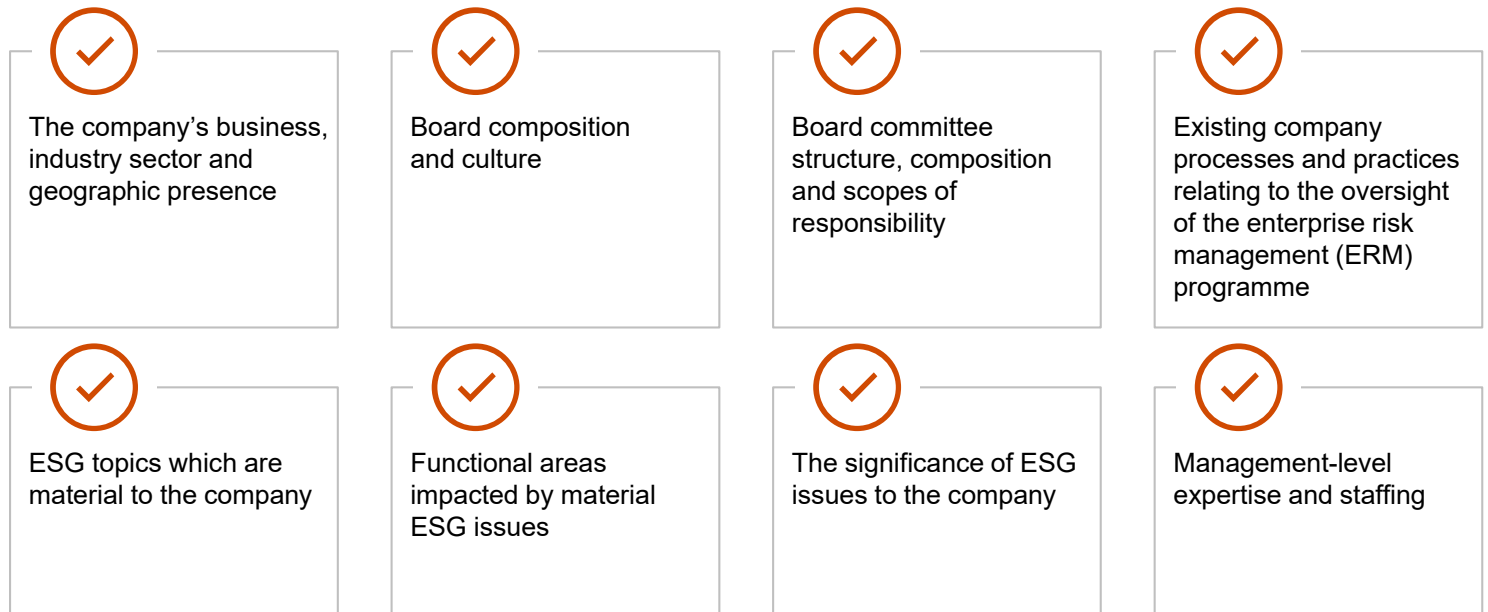 The company’s business,
industry sector and
geographic presence
Board composition
and culture
Board committee
structure, composition
and scopes of
responsibility
Existing company
processes and practices
relating to the oversight
of the enterprise risk
management (ERM)
programme
ESG topics which are
material to the company
Functional areas
impacted by material
ESG issues
The significance of ESG
issues to the company
Management-level
expertise and staffing